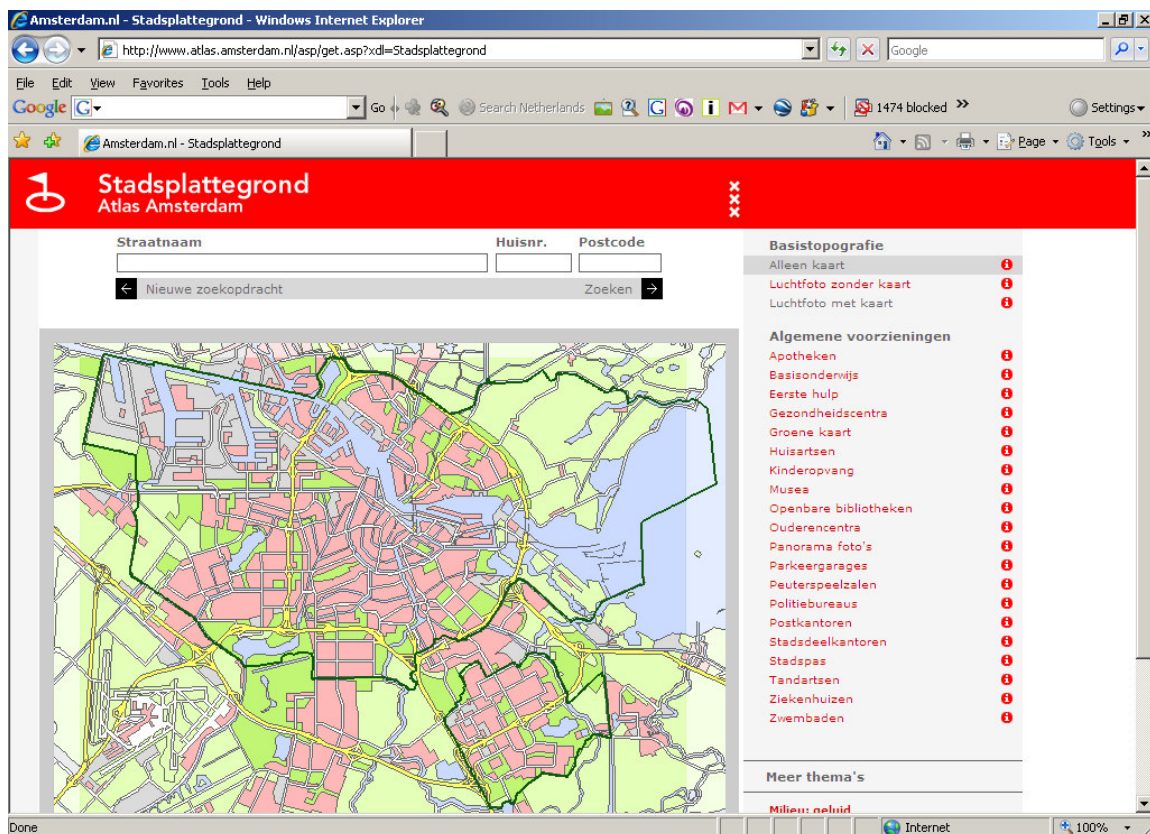 Amsterdam.nl - Stadsplattegrond - Windows Internet Explorer
http://www.atlas.amsterdam.nl/asp/get.asp?xdl=Stadsplattegrond
Google
File Edit View Favorites Tools Help
Google G Go Search Netherlands 1474 blocked » Settings
Amsterdam.nl - Stadsplattegrond Page Tools »
Stadsplattegrond
Atlas Amsterdam
Straatnaam Huisnr. Postcode
Nieuwe zoekopdracht Zoeken
Basistopografie
Alleen kaart
Luchtfoto zonder kaart
Luchtfoto met kaart
Algemene voorzieningen
Apotheken
Basisonderwijs
Eerste hulp
Gezondheidscentra
Groene kaart
Huisartsen
Kinderopvang
Musea
Openbare bibliotheken
Ouderencentra
Panorama foto's
Parkeergarages
Peuterspeelzalen
Politiebureaus
Postkantoren
Stadsdeelkantoren
Stadspas
Tandartsen
Ziekenhuizen
Zwembaden
Meer thema's
Milieu: geluid
Done Internet 100%